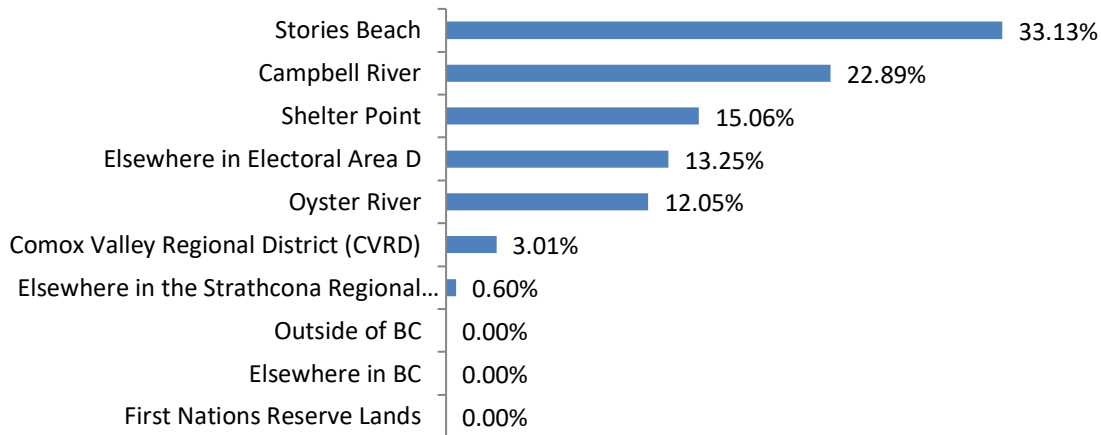 Stories Beach 33.13%
Campbell River 22.89%
Shelter Point 15.06%
Elsewhere in Electoral Area D 13.25%
Oyster River 12.05%
Comox Valley Regional District (CVRD) 3.01%
Elsewhere in the Strathcona Regional... 0.60%
Outside of BC 0.00%
Elsewhere in BC 0.00%
First Nations Reserve Lands 0.00%